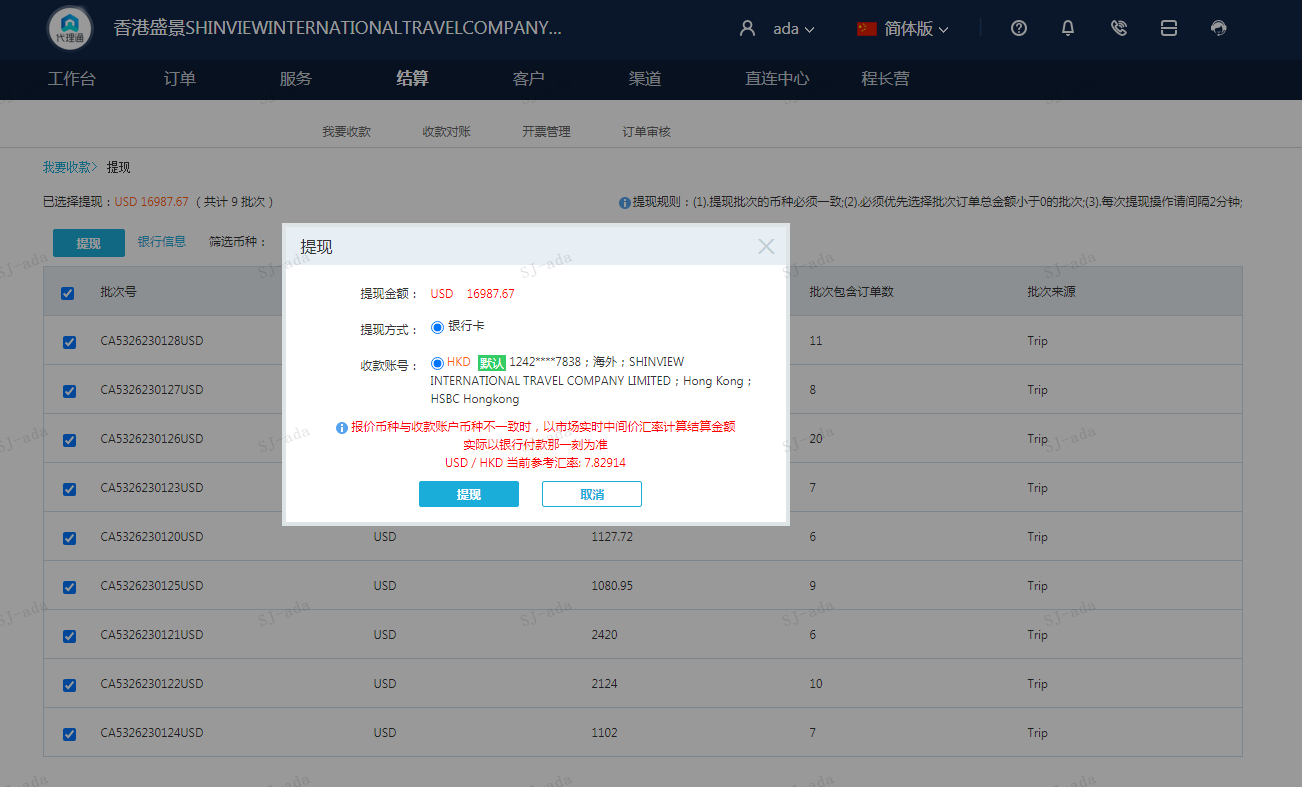 代理通
香港盛景SHINVIEWINTERNATIONALTRAVELCOMPANY...
ada
简体版
工作台 订单 服务 结算 客户 渠道 直连中心 程长营
我要收款 收款对账 开票管理 订单审核
我要收款> 提现
已选择提现：USD 16987.67 （ 共计 9 批次 ）
提现规则：(1).提现批次的币种必须一致;(2).必须优先选择批次订单总金额小于0的批次;(3).每次提现操作请间隔2分钟;
提现 银行信息 筛选币种：
批次号 批次包含订单数 批次来源
CA5326230128USD 11 Trip
CA5326230127USD 8 Trip
CA5326230126USD 20 Trip
CA5326230123USD 7 Trip
CA5326230120USD USD 1127.72 6 Trip
CA5326230125USD USD 1080.95 9 Trip
CA5326230121USD USD 2420 6 Trip
CA5326230122USD USD 2124 10 Trip
CA5326230124USD USD 1102 7 Trip
提现
提现金额： USD 16987.67
提现方式： 银行卡
收款账号： HKD 默认 1242****7838；海外；SHINVIEW
INTERNATIONAL TRAVEL COMPANY LIMITED；Hong Kong；
HSBC Hongkong
报价币种与收款账户币种不一致时，以市场实时中间价汇率计算结算金额
实际以银行付款那一刻为准
USD / HKD 当前参考汇率: 7.82914
提现 取消
SJ-ada